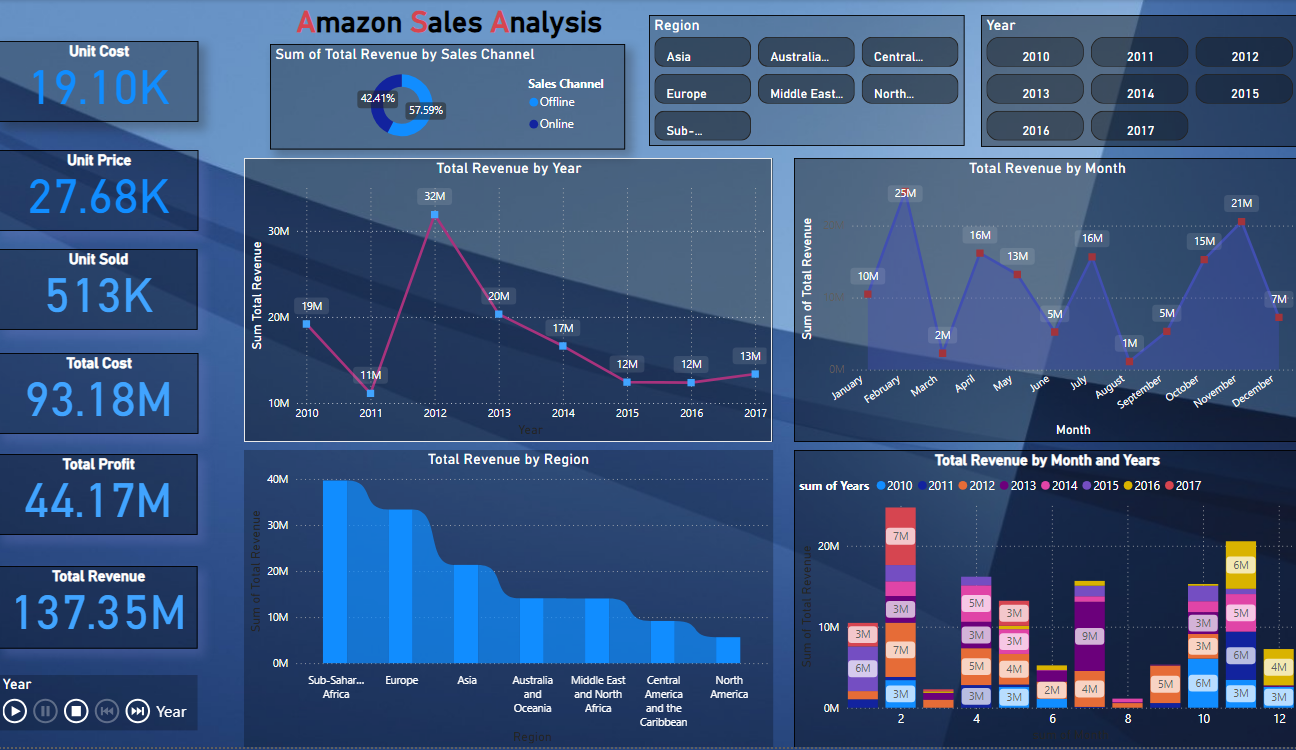 Amazon Sales Analysis
Unit Cost
19.10K
Unit Price
27.68K
Unit Sold
513K
Total Cost
93.18M
Total Profit
44.17M
Total Revenue
137.35M
Year
Year
Sum of Total Revenue by Sales Channel
42.41%
57.59%
Sales Channel
Offline
Online
Region
Asia
Australia...
Central...
Europe
Middle East...
North...
Sub-...
Year
2010
2011
2012
2013
2014
2015
2016
2017
Total Revenue by Year
Sum Total Revenue
30M
20M
10M
19M
11M
32M
20M
17M
12M
12M
13M
2010
2011
2012
2013
2014
2015
2016
2017
Year
Total Revenue by Month
Sum of Total Revenue
20M
10M
0M
10M
25M
2M
16M
13M
5M
16M
1M
5M
15M
21M
7M
January
February
March
April
May
June
July
August
September
October
November
December
Month
Total Revenue by Region
Sum of Total Revenue
40M
30M
20M
10M
0M
Sub-Sahar...
Africa
Europe
Asia
Australia
and
Oceania
Middle East
and North
Africa
Central
America
and the
Caribbean
North
America
Region
Total Revenue by Month and Years
sum of Years
2010
2011
2012
2013
2014
2015
2016
2017
Sum of Total Revenue
20M
10M
0M
3M
6M
7M
3M
7M
3M
5M
3M
5M
3M
3M
3M
4M
3M
2M
9M
4M
5M
3M
3M
6M
6M
5M
6M
3M
4M
3M
2
4
6
8
10
12